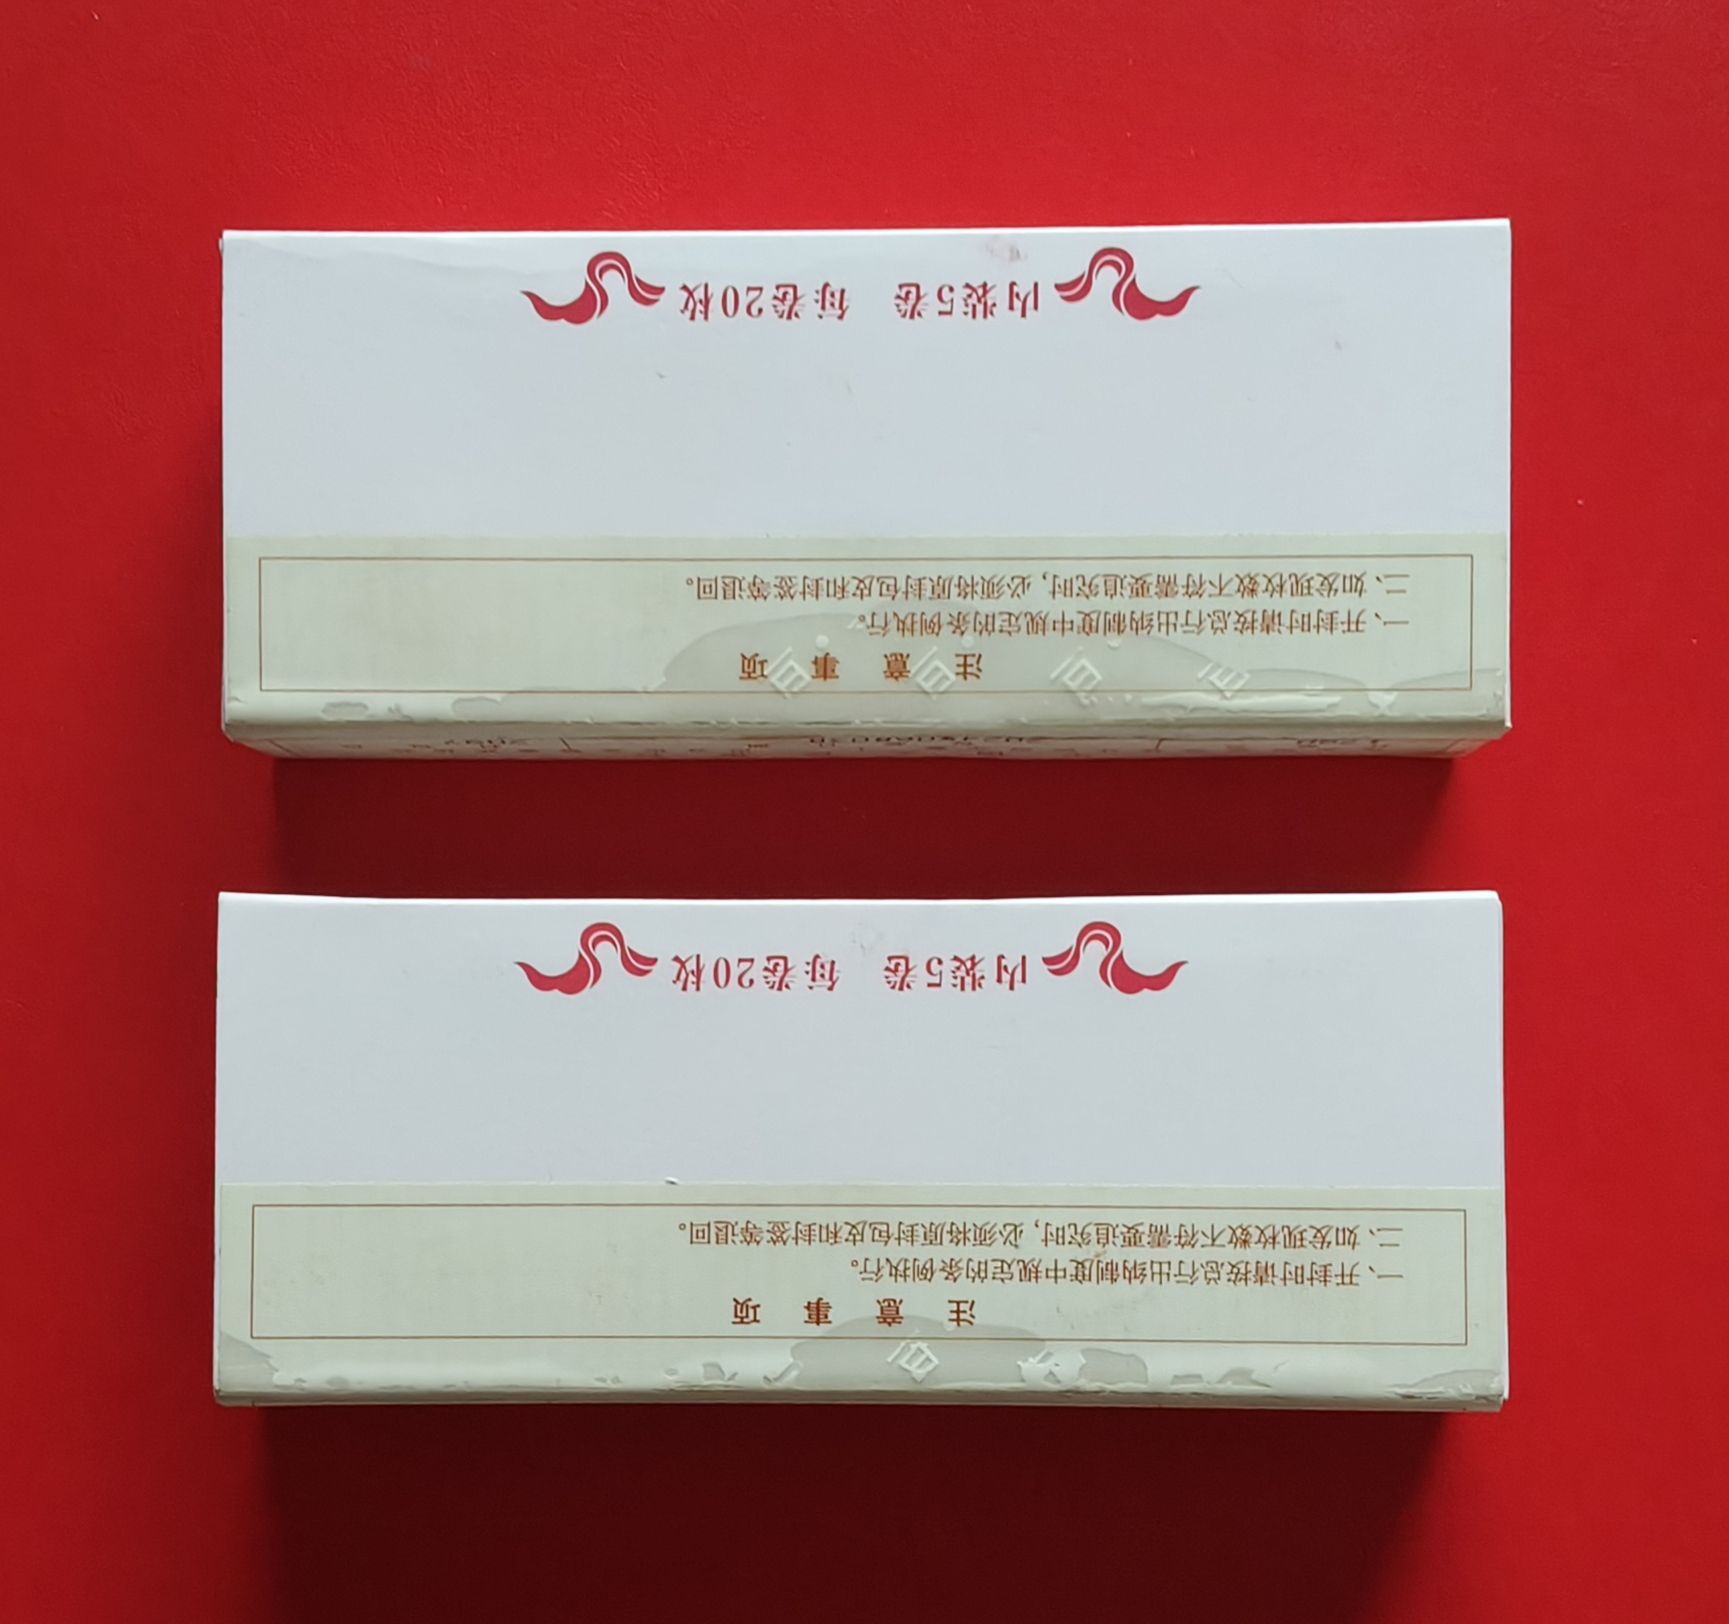 内装5卷 每卷20枚
注意事项
一、开封时请按总行出纳制度中规定的条例执行。
二、如发现枚数不符需要追究时，必须将原封包皮和封签等退回。
内装5卷 每卷20枚
注意事项
一、开封时请按总行出纳制度中规定的条例执行。
二、如发现枚数不符需要追究时，必须将原封包皮和封签等退回。